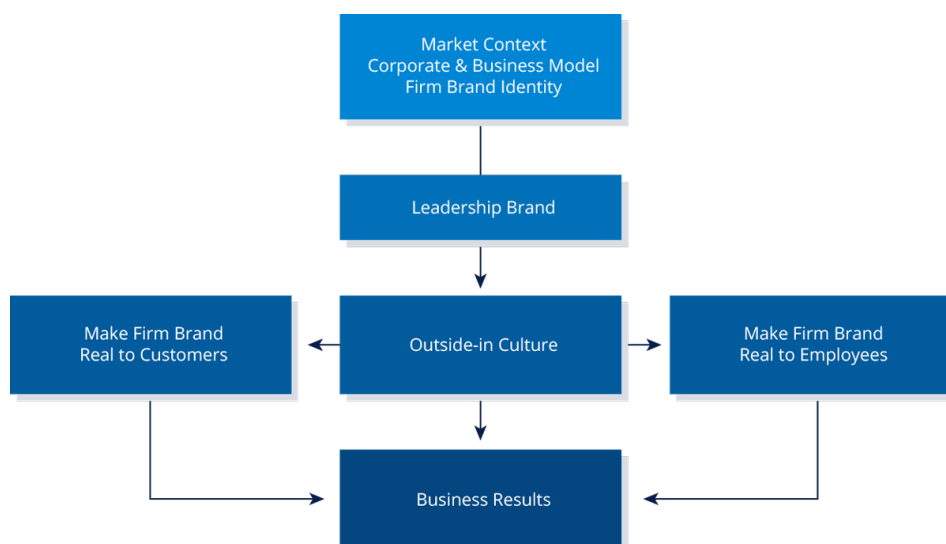 Market Context
Corporate & Business Model
Firm Brand Identity
Leadership Brand
Make Firm Brand
Real to Customers
Outside-in Culture
Make Firm Brand
Real to Employees
Business Results